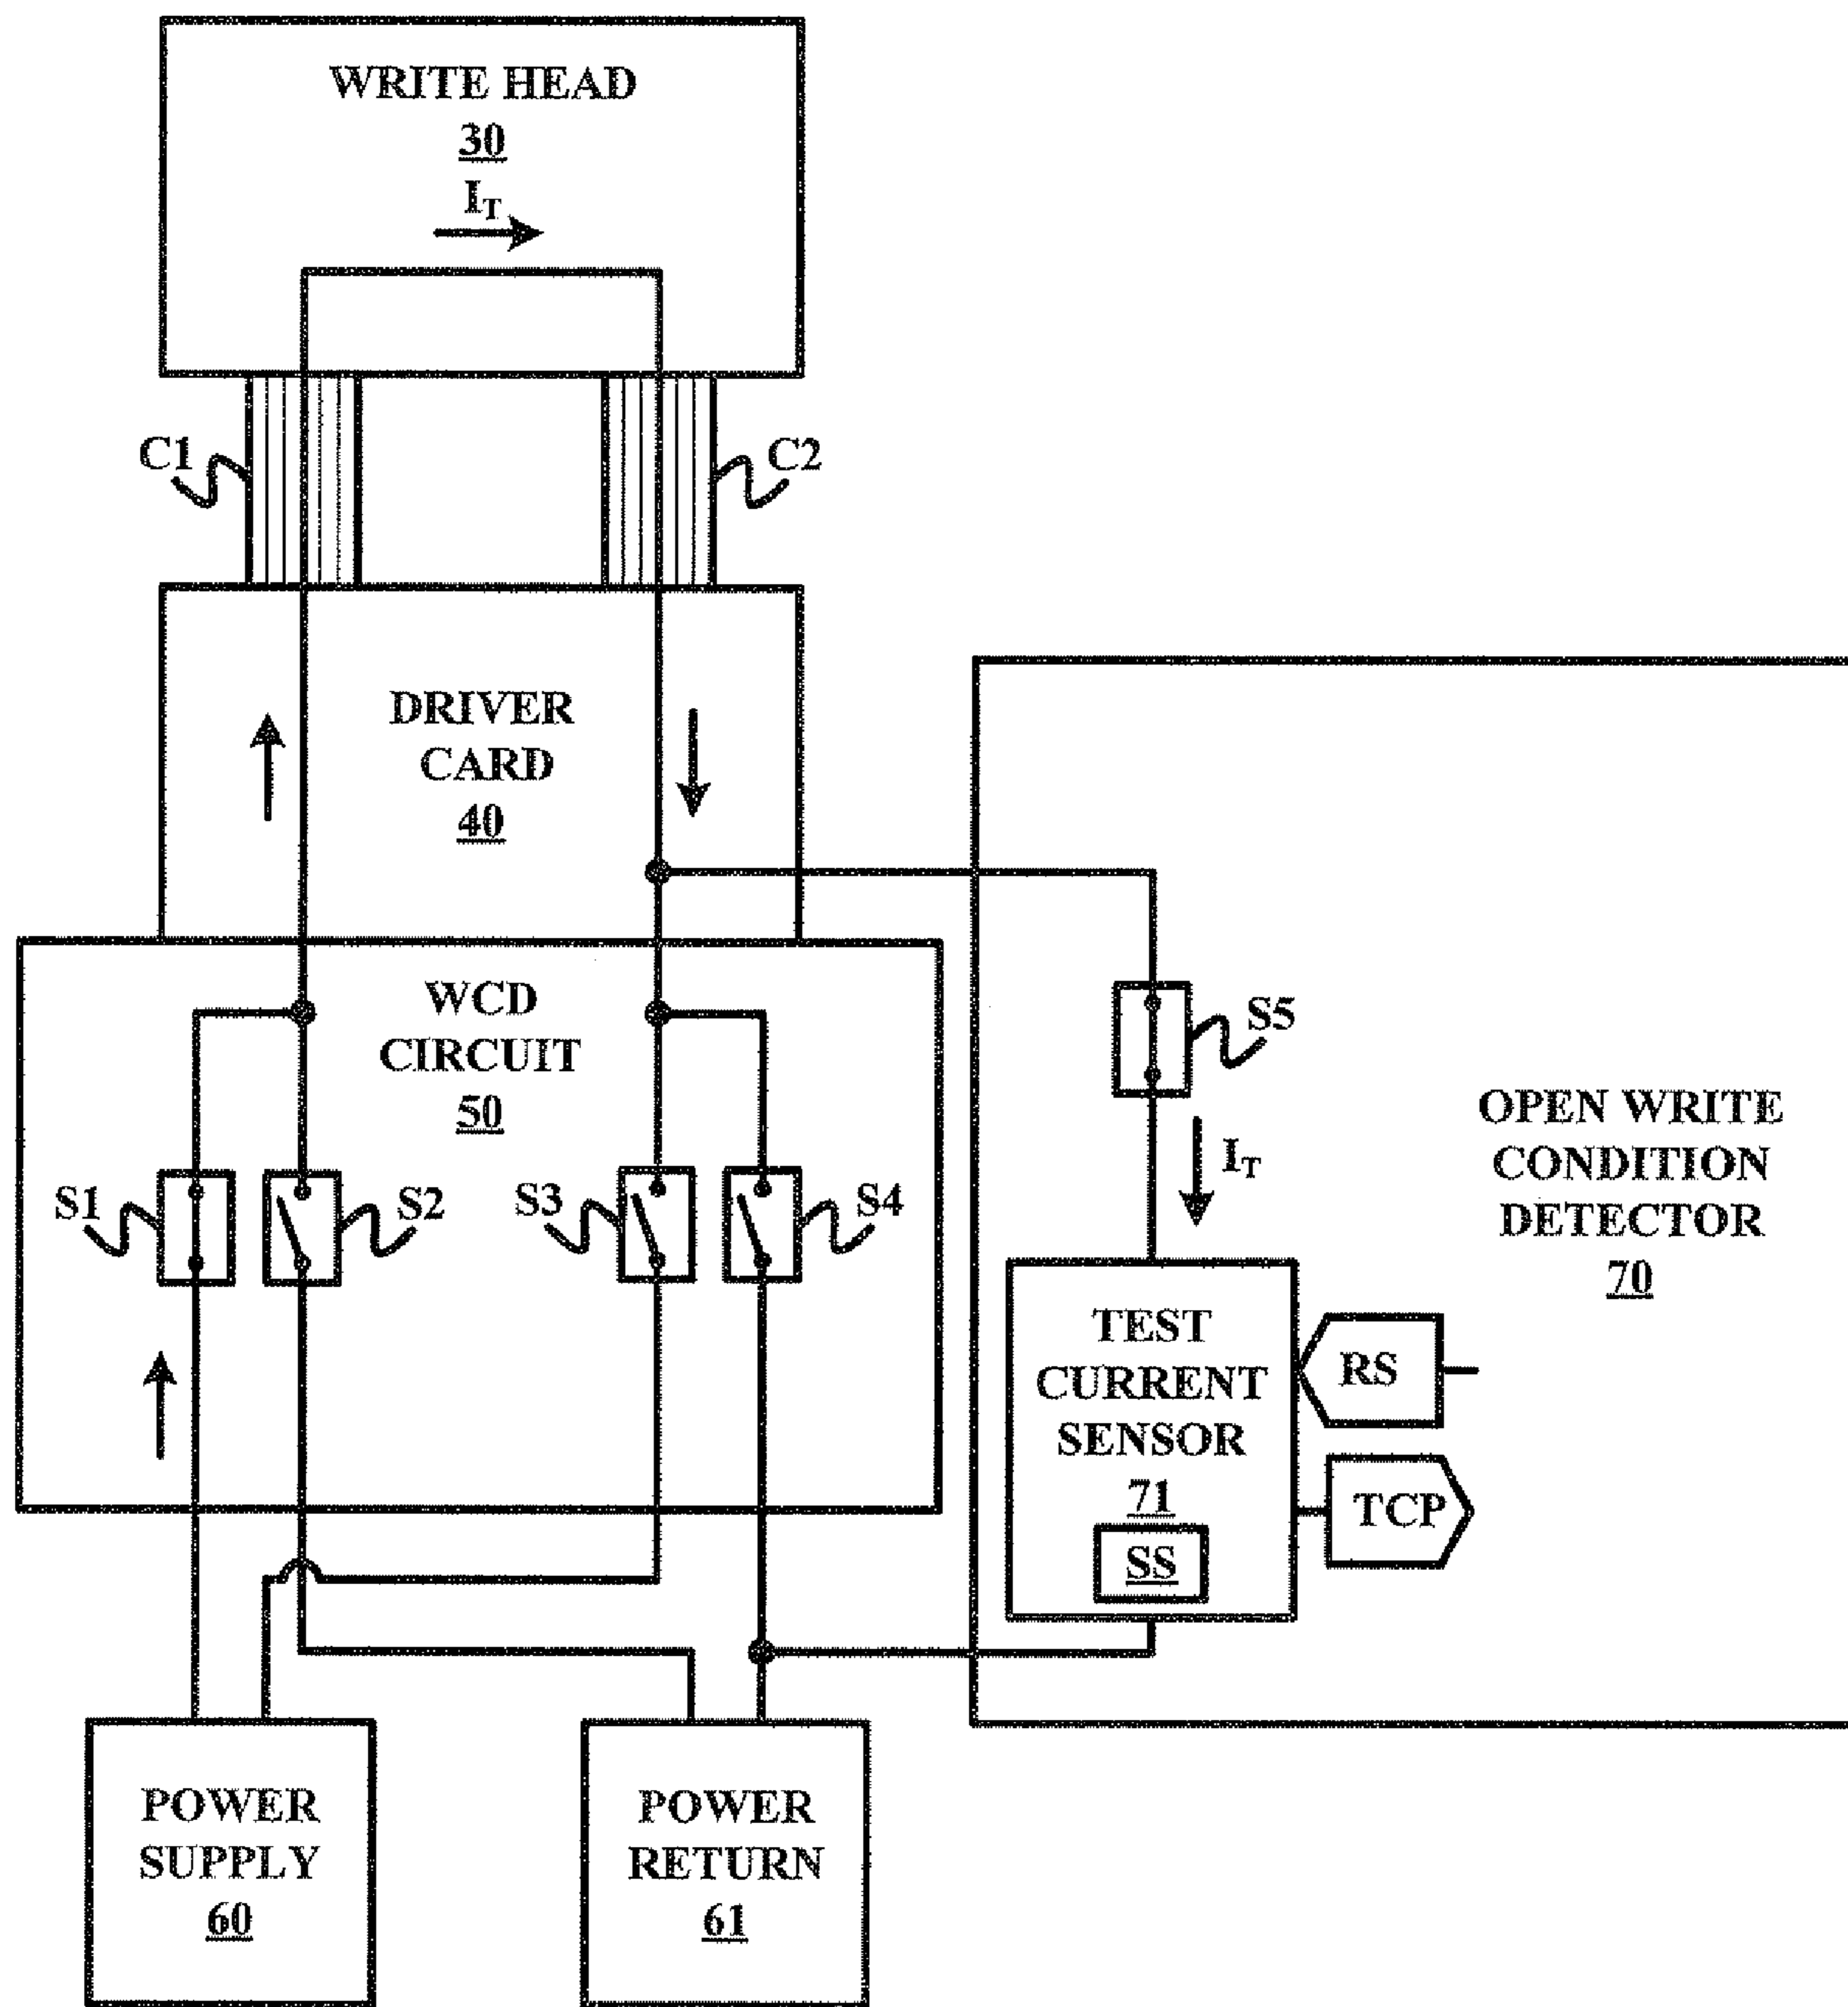 WRITE HEAD
30
IT
C1
C2
DRIVER
CARD
40
WCD
CIRCUIT
50
S1
S2
S3
S4
S5
IT
OPEN WRITE
CONDITION
DETECTOR
70
TEST
CURRENT
SENSOR
71
SS
RS
TCP
POWER
SUPPLY
60
POWER
RETURN
61